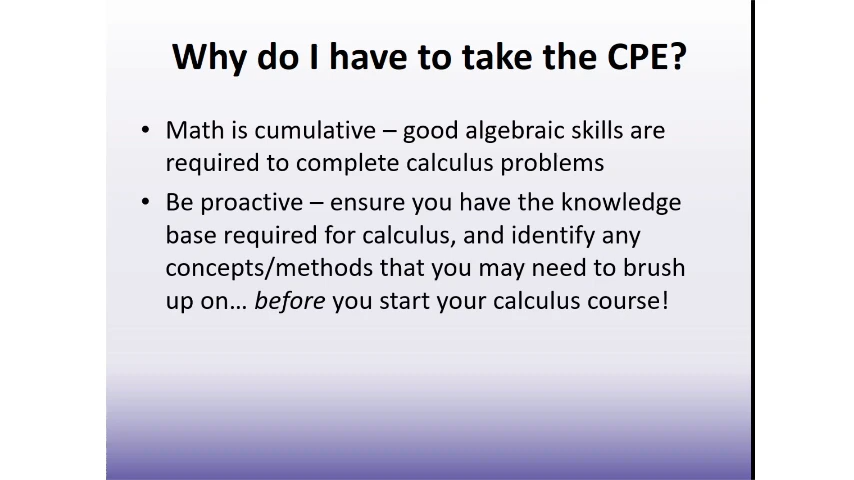 Why do I have to take the CPE?
• Math is cumulative – good algebraic skills are
required to complete calculus problems
• Be proactive – ensure you have the knowledge
base required for calculus, and identify any
concepts/methods that you may need to brush
up on… before you start your calculus course!